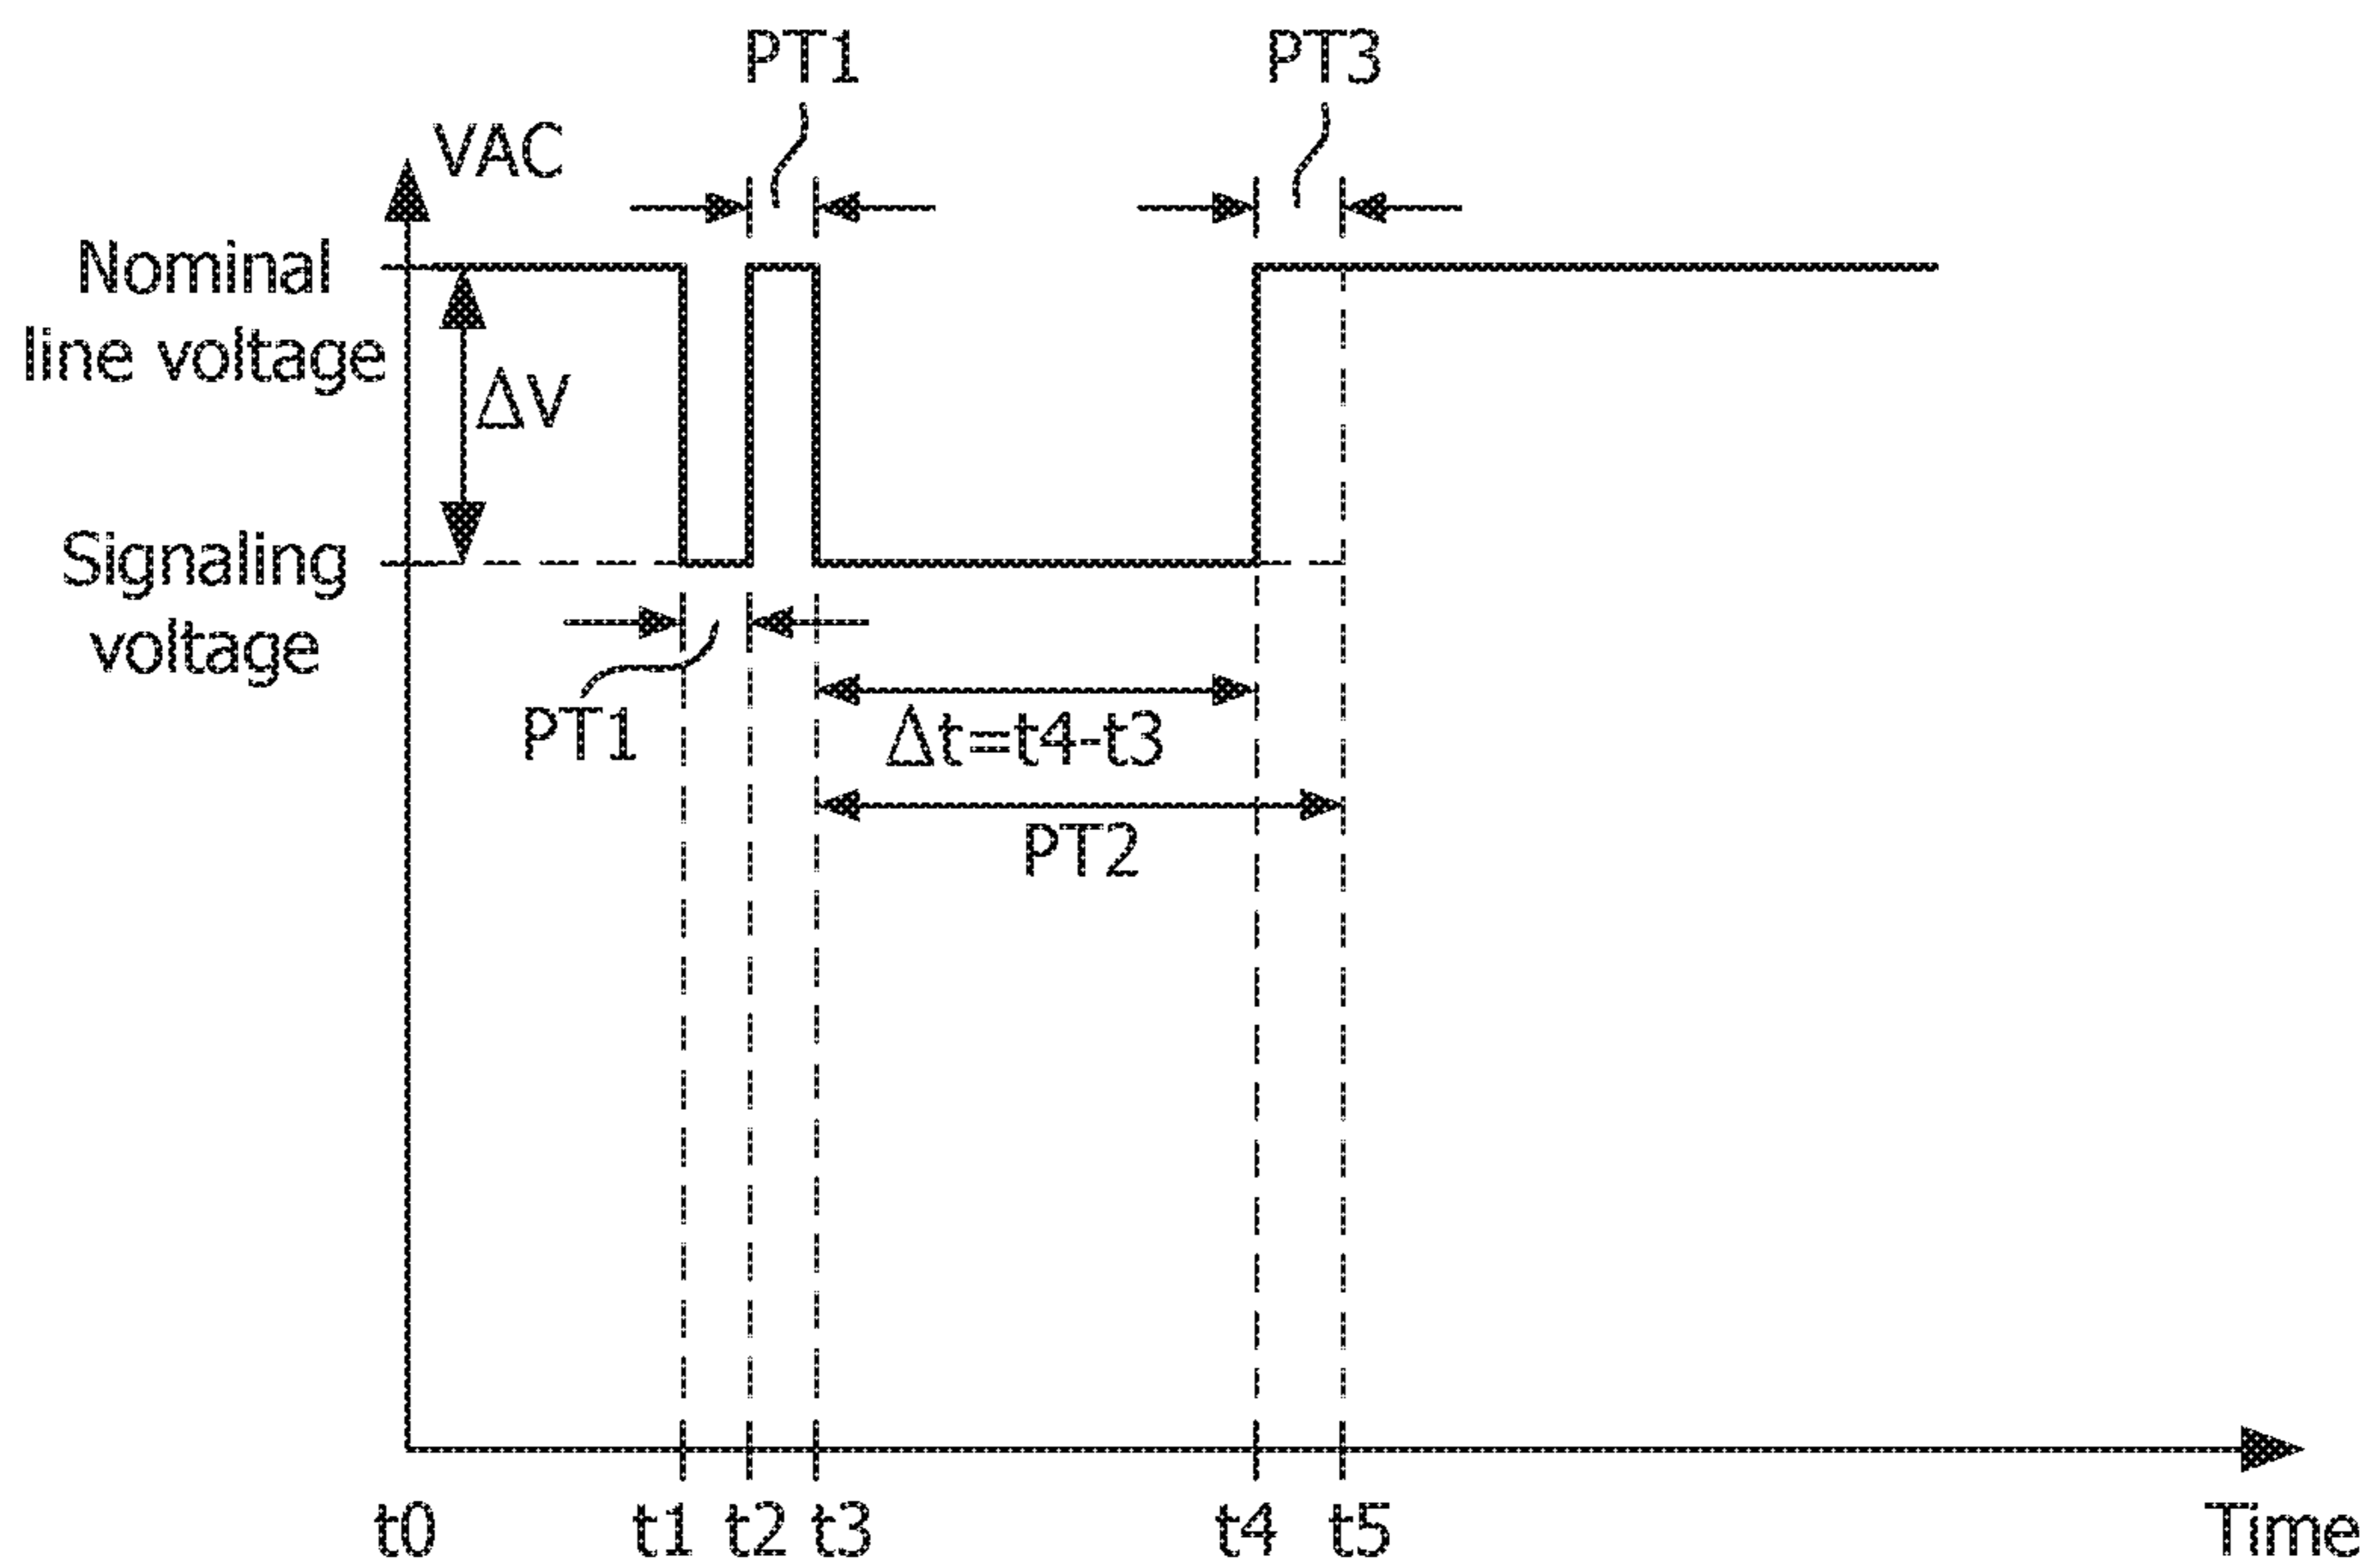 PT1
PT3
VAC
Nominal
line voltage
ΔV
Signaling
voltage
PT1
Δt=t4-t3
PT2
t0
t1
t2
t3
t4
t5
Time